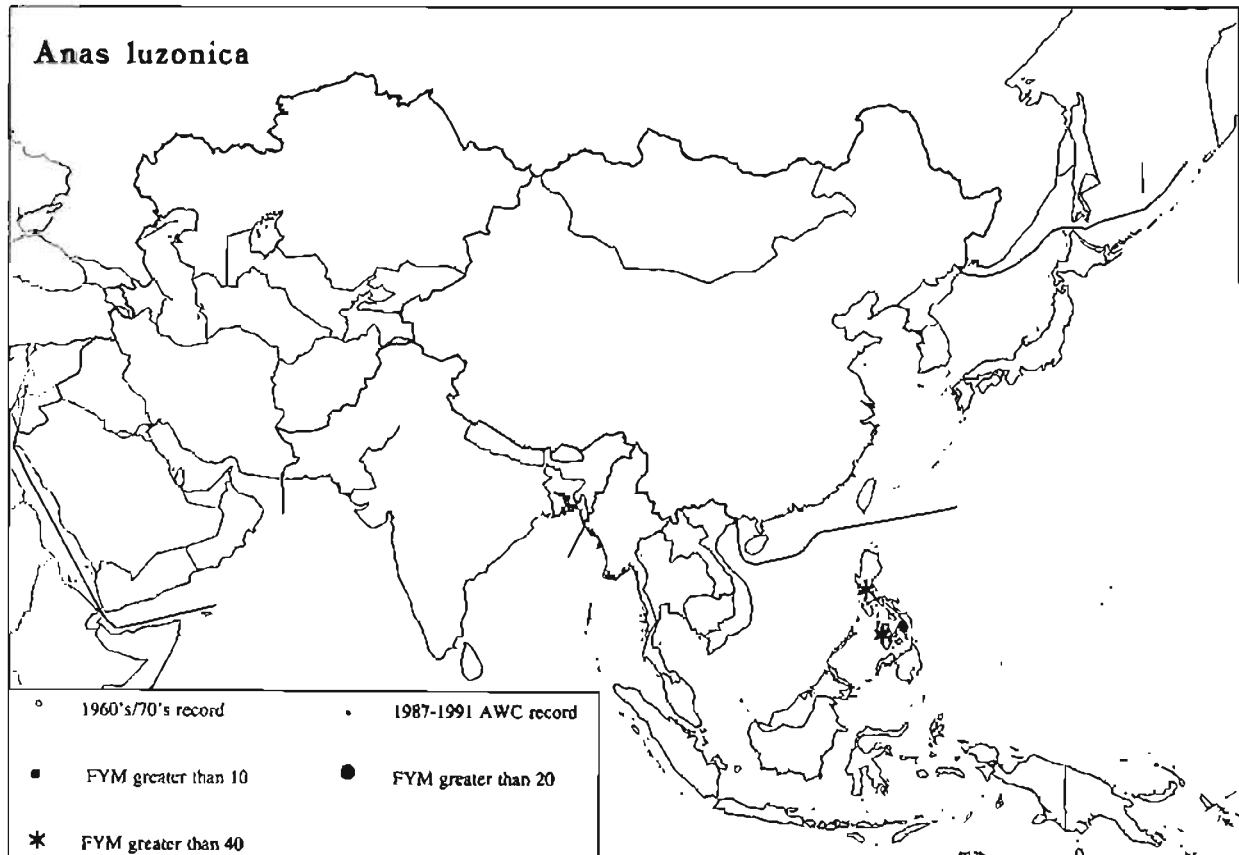 Anas luzonica
1960's/70's record
1987-1991 AWC record
FYM greater than 10
FYM greater than 20
FYM greater than 40